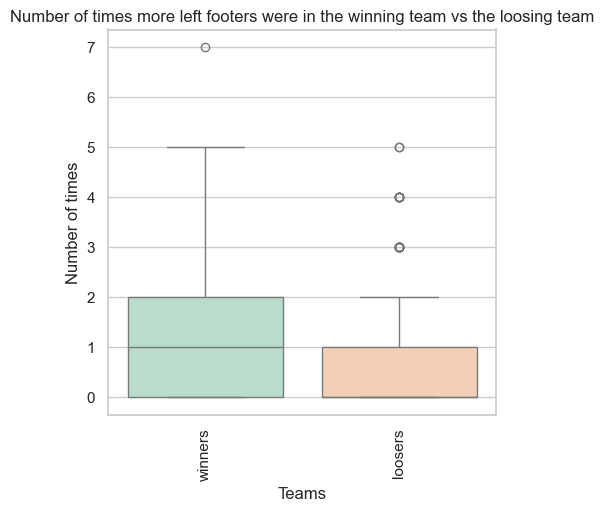 Number of times more left footers were in the winning team vs the loosing team
7
6
5
4
3
2
1
0
Number of times
winners
loosers
Teams